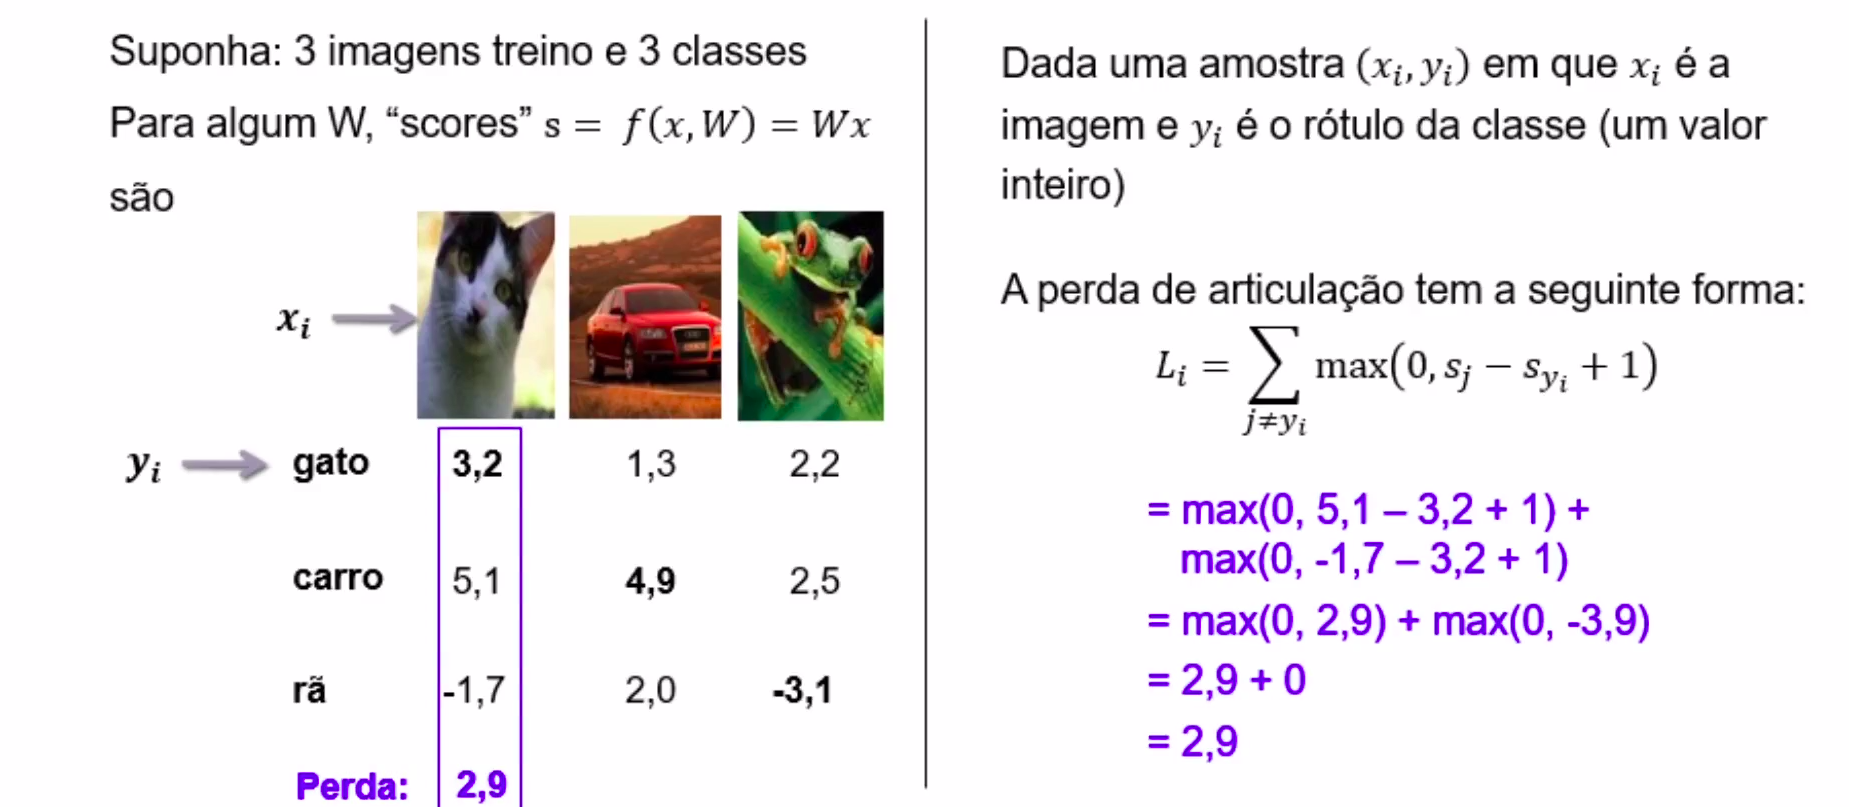 Suponha: 3 imagens treino e 3 classes
Para algum W, “scores” s = f(x, W) = Wx
são
x_i
y_i gato 3,2 1,3 2,2
carro 5,1 4,9 2,5
rã -1,7 2,0 -3,1
Perda: 2,9
Dada uma amostra (x_i, y_i) em que x_i é a
imagem e y_i é o rótulo da classe (um valor
inteiro)
A perda de articulação tem a seguinte forma:
L_i = ∑_{j≠y_i} max(0, s_j − s_{y_i} + 1)
= max(0, 5,1 – 3,2 + 1) +
max(0, -1,7 – 3,2 + 1)
= max(0, 2,9) + max(0, -3,9)
= 2,9 + 0
= 2,9